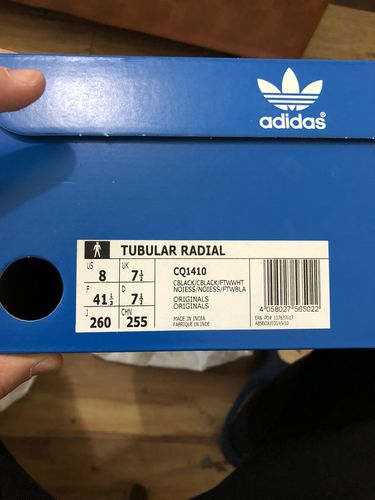 adidas
TUBULAR RADIAL
US 8 UK 7½
F 41⅓ D 7½
J 260 CHN 255
CQ1410
CBLACK/CBLACK/FTWWHT
NOIESS/NOIESS/FTWBLA
ORIGINALS
ORIGINALS
MADE IN INDIA
FABRIQUE EN INDE
4 058027 565022